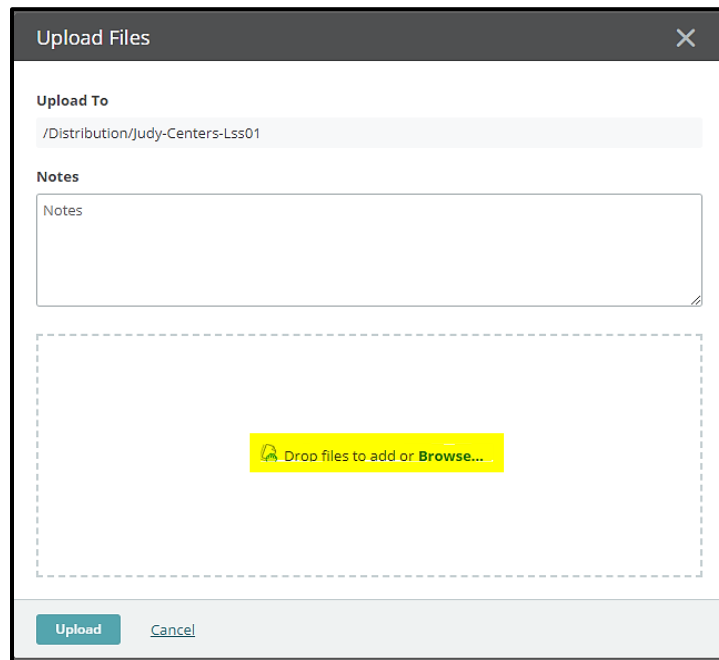 Upload Files
Upload To
/Distribution/Judy-Centers-Lss01
Notes
Notes
Drop files to add or Browse...
Upload Cancel